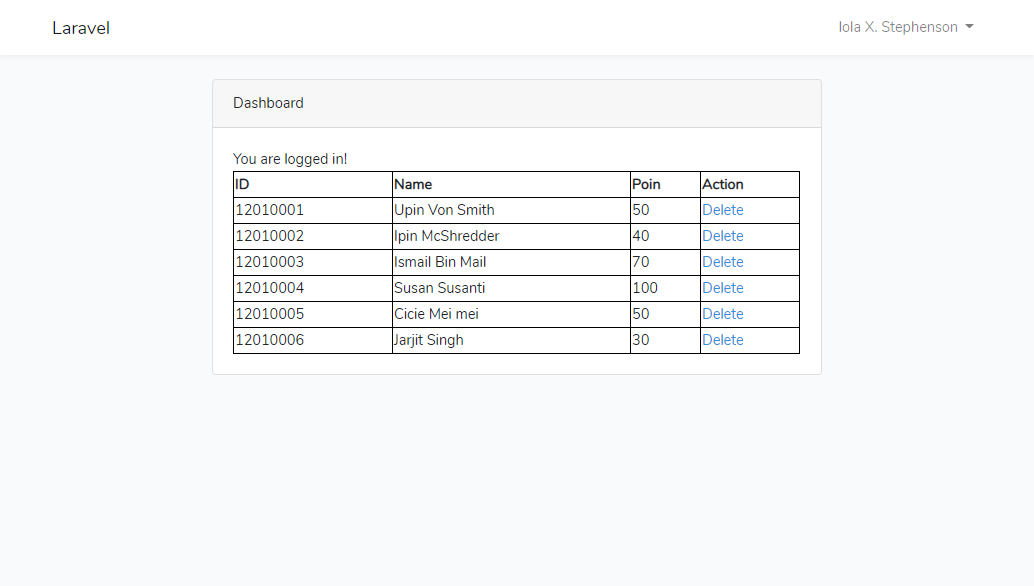 Laravel Iola X. Stephenson
Dashboard
You are logged in!
ID Name Poin Action
12010001 Upin Von Smith 50 Delete
12010002 Ipin McShredder 40 Delete
12010003 Ismail Bin Mail 70 Delete
12010004 Susan Susanti 100 Delete
12010005 Cicie Mei mei 50 Delete
12010006 Jarjit Singh 30 Delete